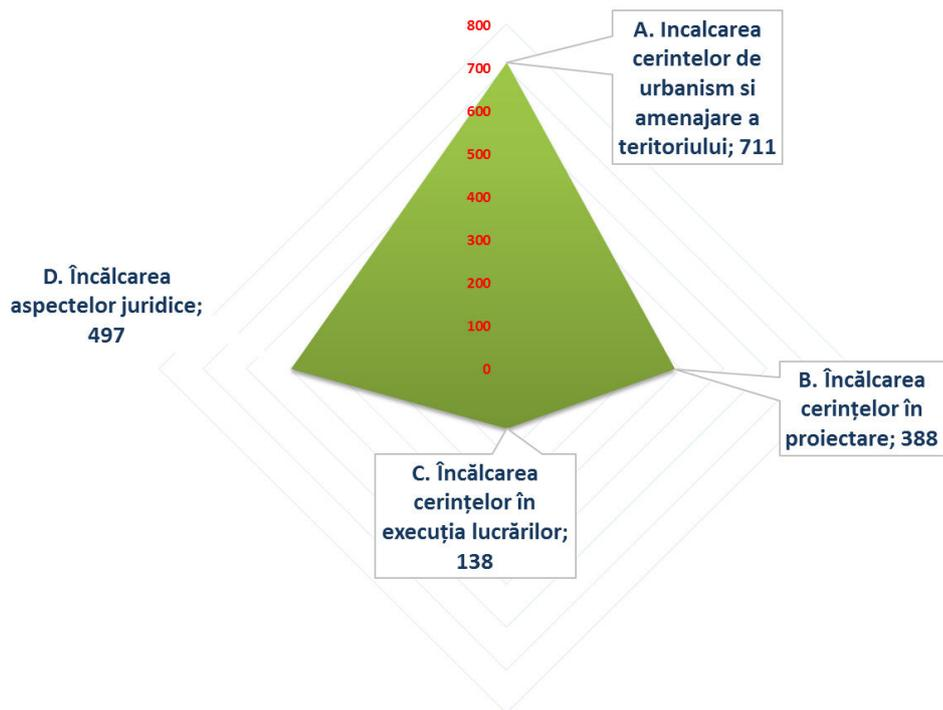 800
700
600
500
400
300
200
100
0
A. Incalcarea
cerintelor de
urbanism si
amenajare a
teritoriului; 711
B. Încălcarea
cerințelor în
proiectare; 388
C. Încălcarea
cerințelor în
execuția lucrărilor;
138
D. Încălcarea
aspectelor juridice;
497